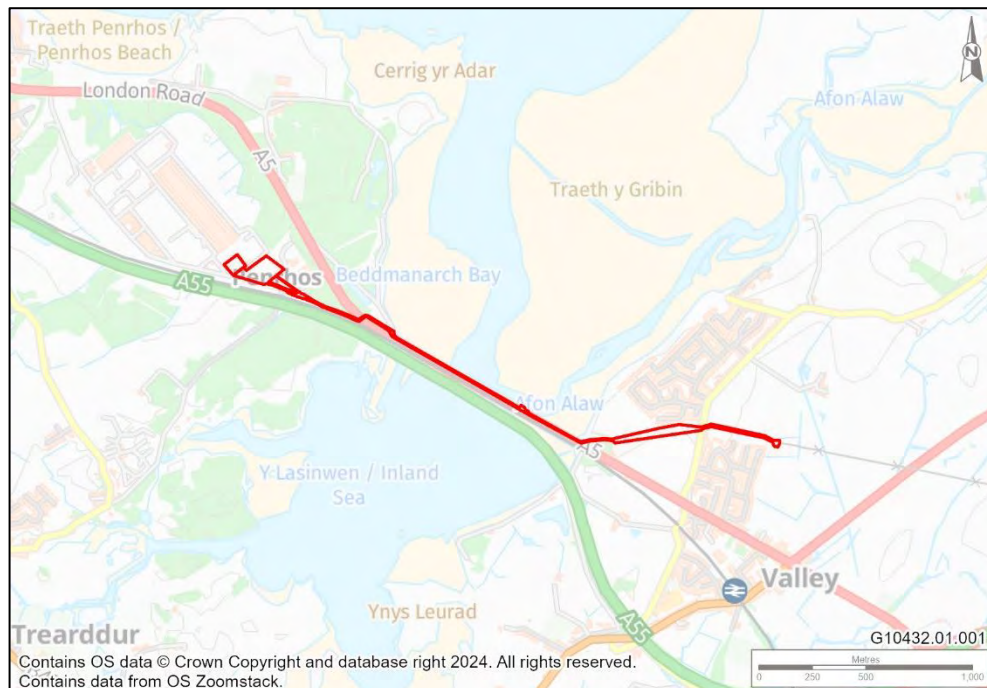 Traeth Penrhos /
Penrhos Beach
Cerrig yr Adar
N
London Road
Afon Alaw
A5
Traeth y Gribin
A55
Penrhos
Beddmanarch Bay
Afon Alaw
A5
Y Lasinwen / Inland
Sea
Valley
Ynys Leurad
A55
Trearddur
G10432.01.001
Contains OS data © Crown Copyright and database right 2024. All rights reserved.
Contains data from OS Zoomstack.
Metres
0 250 500 1,000